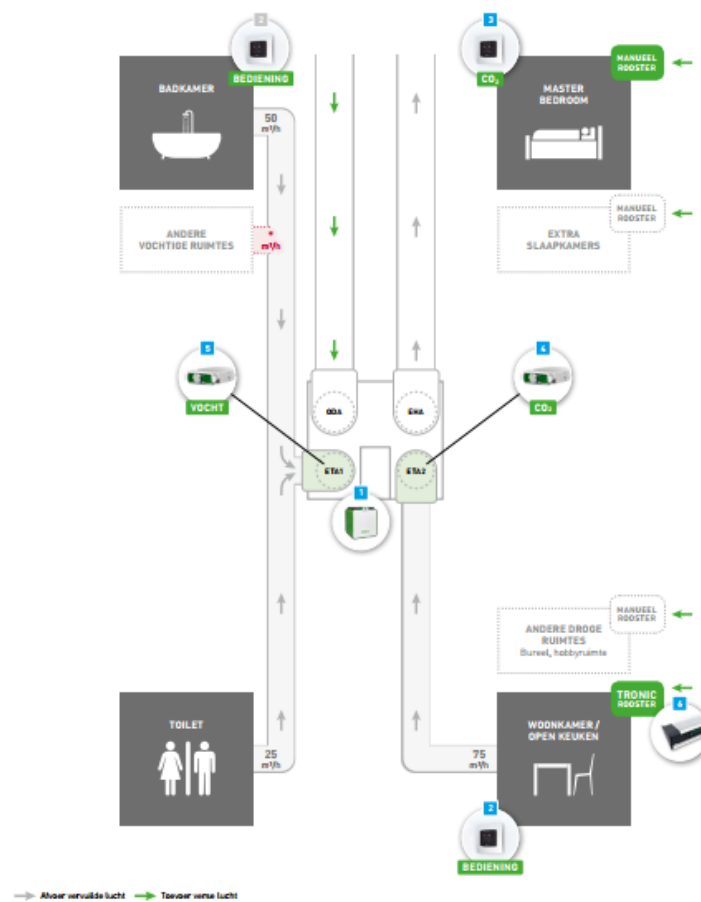 2
BEDIENING
BADKAMER
50
m³/h
3
CO₂
MANUEEL
ROOSTER
MASTER
BEDROOM
ANDERE
VOCHTIGE RUIMTES
*
m³/h
MANUEEL
ROOSTER
EXTRA
SLAAPKAMERS
5
VOCHT
4
CO₂
ODA
EHA
ETA1
ETA2
1
MANUEEL
ROOSTER
ANDERE DROGE
RUIMTES
Bureel, hobbyruimte
TRONIC
ROOSTER
6
TOILET
25
m³/h
75
m³/h
WOONKAMER /
OPEN KEUKEN
2
BEDIENING
Afvoer vervuilde lucht
Toevoer verse lucht